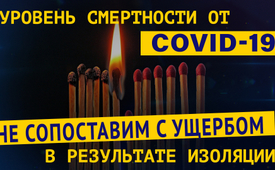 УРОВЕНЬ СМЕРТНОСТИ ОТ
COVID-19
НЕ СОПОСТАВИМ С УЩЕРБОМ
В РЕЗУЛЬТАТЕ ИЗОЛЯЦИИ